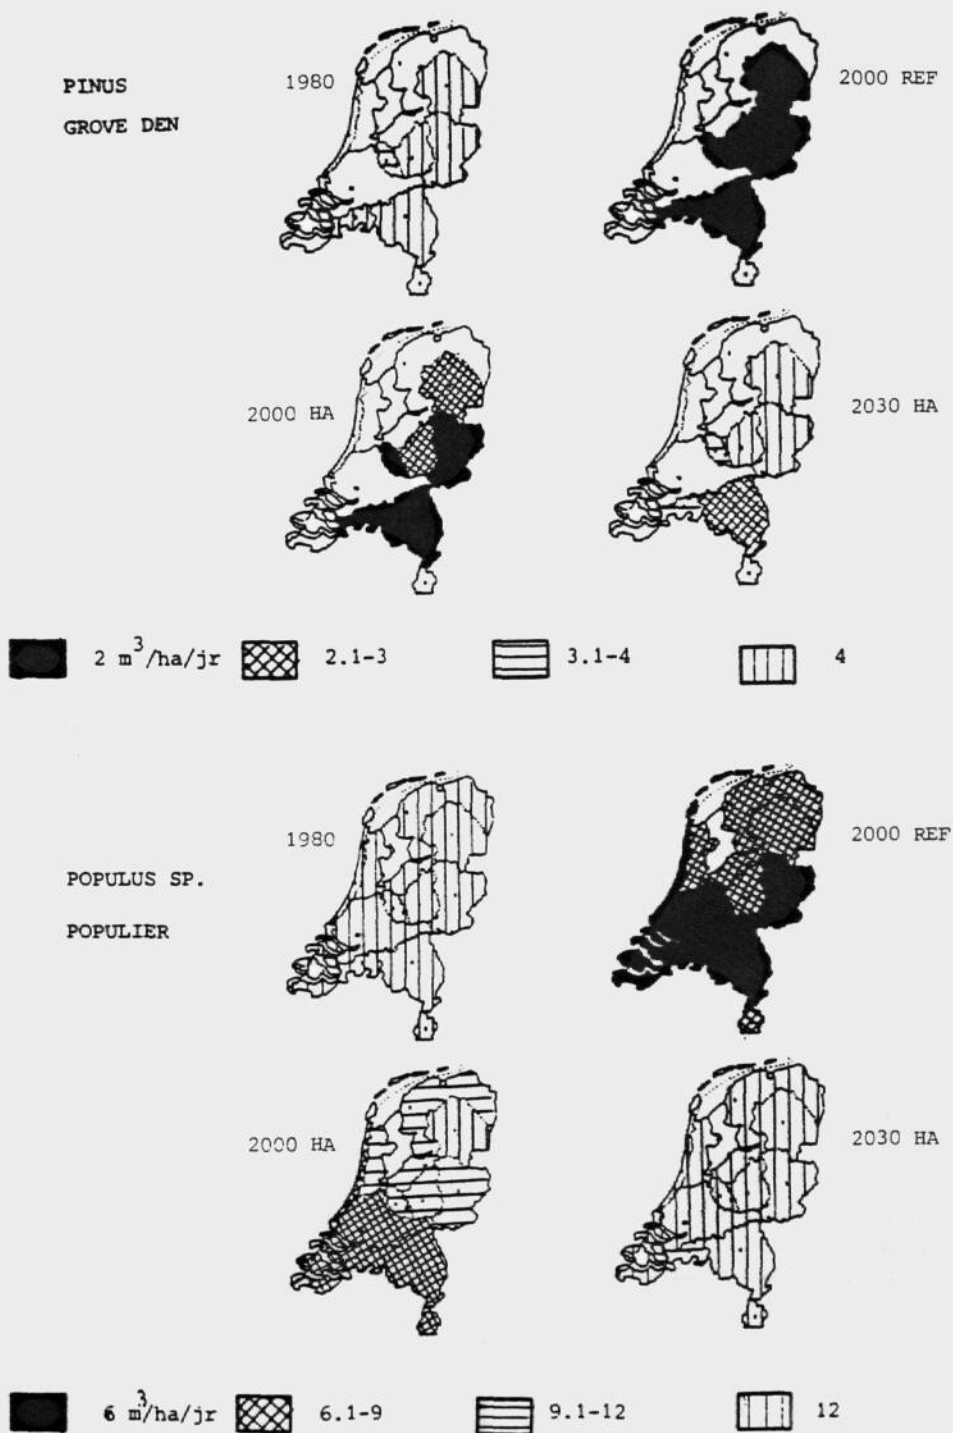 PINUS
GROVE DEN
1980
2000 REF
2000 HA
2030 HA
2 m³/ha/jr 2.1-3 3.1-4 4
1980
2000 REF
POPULUS SP.
POPULIER
2000 HA
2030 HA
6 m³/ha/jr 6.1-9 9.1-12 12